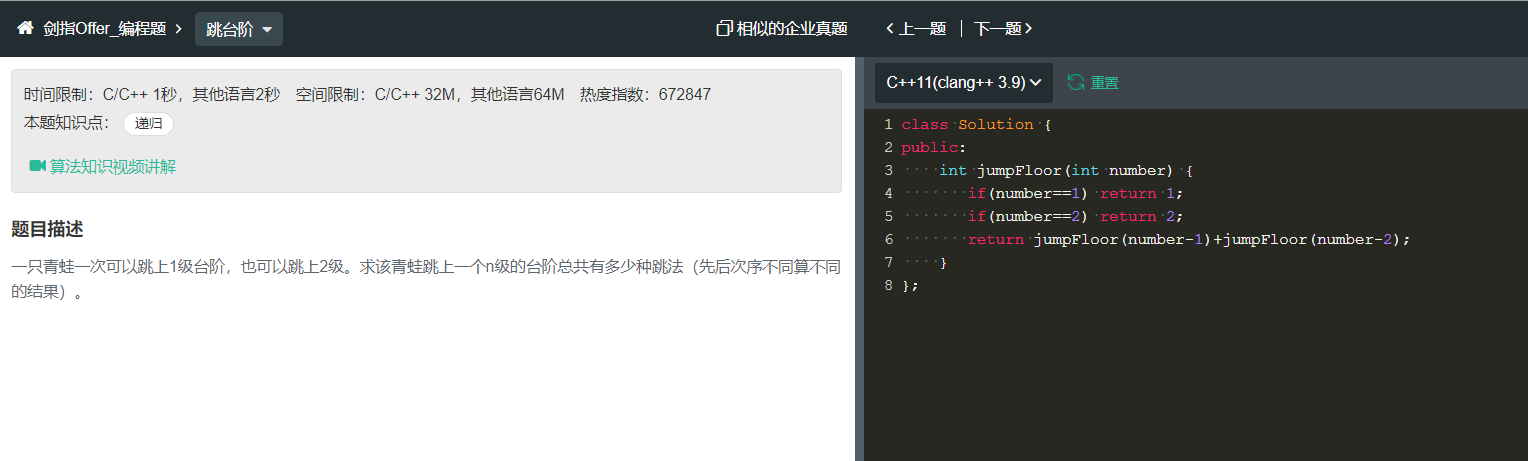 剑指Offer_编程题 跳台阶 相似的企业真题 上一题 下一题
时间限制：C/C++ 1秒，其他语言2秒 空间限制：C/C++ 32M，其他语言64M 热度指数：672847
本题知识点： 递归
算法知识视频讲解
题目描述
一只青蛙一次可以跳上1级台阶，也可以跳上2级。求该青蛙跳上一个n级的台阶总共有多少种跳法（先后次序不同算不同
的结果）。
C++11(clang++ 3.9) 重置
1 class Solution {
2 public:
3     int jumpFloor(int number) {
4        if(number==1) return 1;
5        if(number==2) return 2;
6        return jumpFloor(number-1)+jumpFloor(number-2);
7     }
8 };